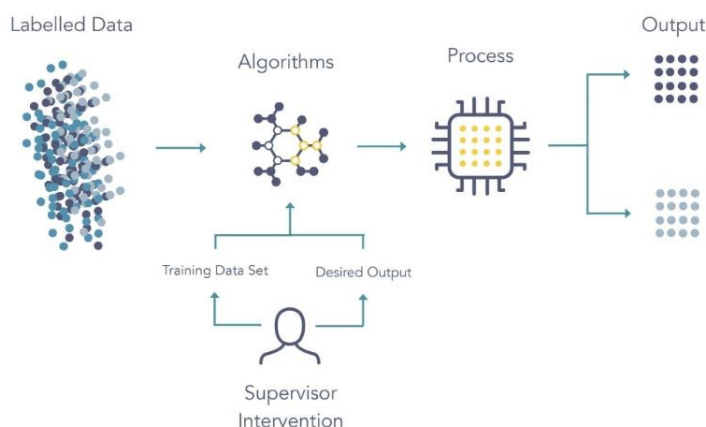 Labelled Data
Algorithms
Process
Output
Training Data Set
Desired Output
Supervisor
Intervention